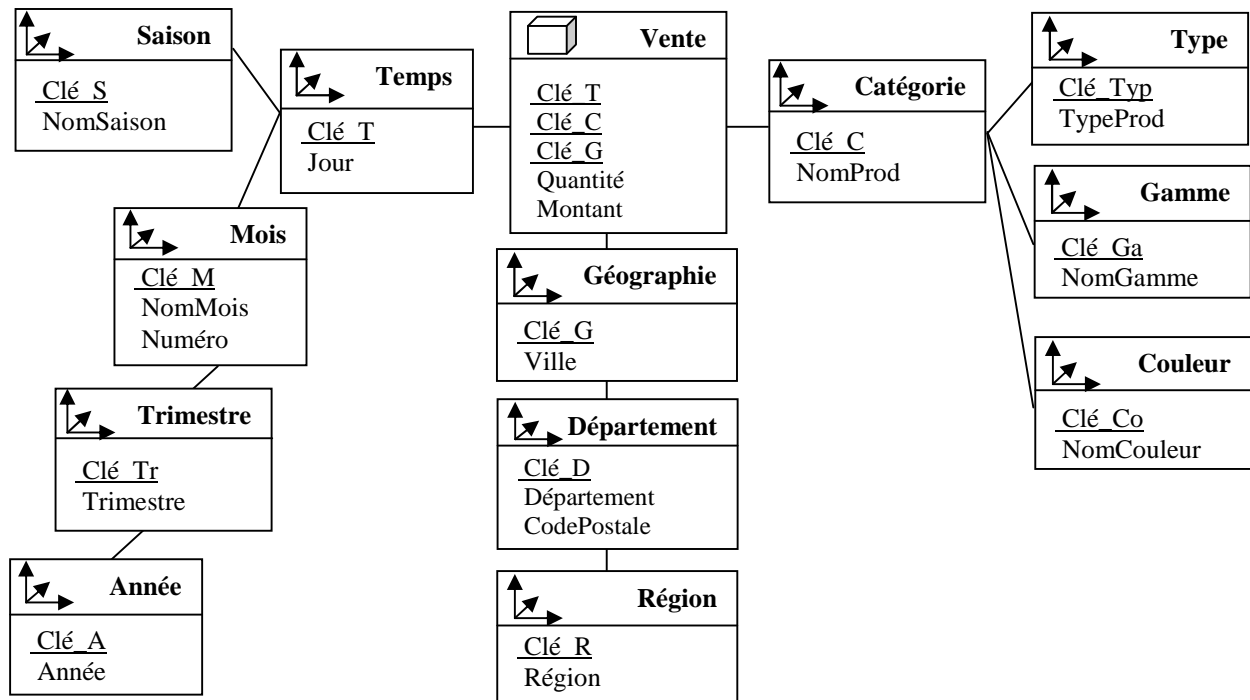 Saison
Clé_S
NomSaison
Temps
Clé_T
Jour
Vente
Clé_T
Clé_C
Clé_G
Quantité
Montant
Catégorie
Clé_C
NomProd
Type
Clé_Typ
TypeProd
Gamme
Clé_Ga
NomGamme
Couleur
Clé_Co
NomCouleur
Mois
Clé_M
NomMois
Numéro
Trimestre
Clé_Tr
Trimestre
Année
Clé_A
Année
Géographie
Clé_G
Ville
Département
Clé_D
Département
CodePostale
Région
Clé_R
Région